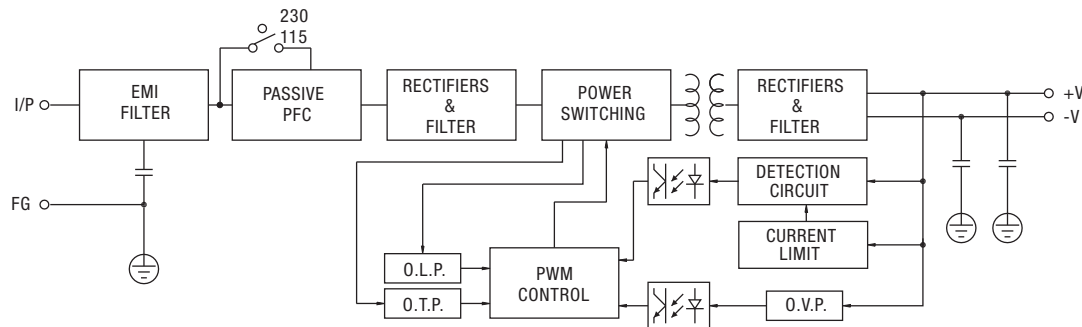 230
115
I/P
EMI
FILTER
PASSIVE
PFC
RECTIFIERS
&
FILTER
POWER
SWITCHING
RECTIFIERS
&
FILTER
+V
-V
FG
DETECTION
CIRCUIT
CURRENT
LIMIT
O.L.P.
O.T.P.
PWM
CONTROL
O.V.P.